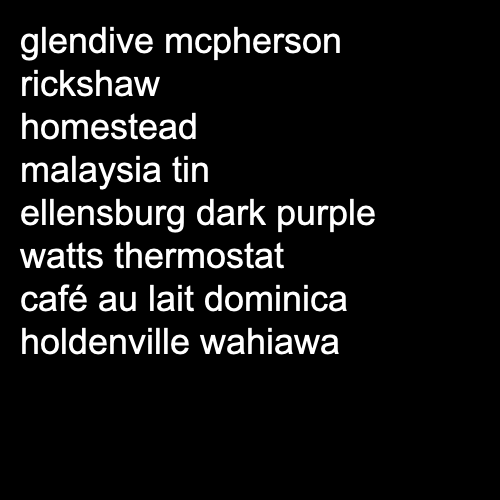 glendive mcpherson
rickshaw
homestead
malaysia tin
ellensburg dark purple
watts thermostat
café au lait dominica
holdenville wahiawa